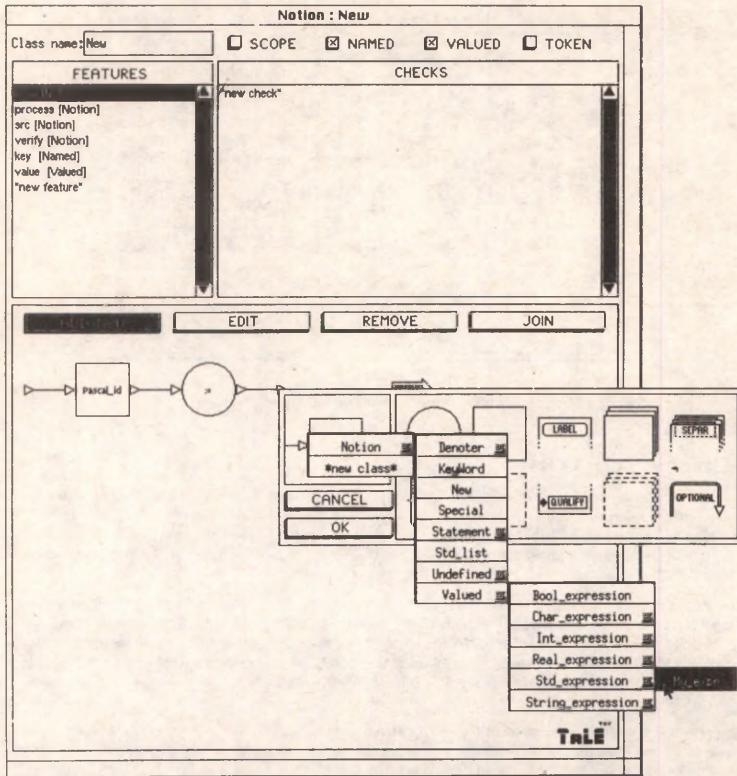 Notion : New
Class name: New
SCOPE
NAMED
VALUED
TOKEN
FEATURES
CHECKS
process [Notion]
src [Notion]
verify [Notion]
key [Named]
value [Valued]
"new feature"
"new check"
EDIT
REMOVE
JOIN
Pascal_id
LABEL
[ SEPAR ]
QUALIFY
OPTIONAL
Notion
*new class*
CANCEL
OK
Denoter
KeyWord
New
Special
Statement
Std_list
Undefined
Valued
Bool_expression
Char_expression
Int_expression
Real_expression
Std_expression
String_expression
TaLE